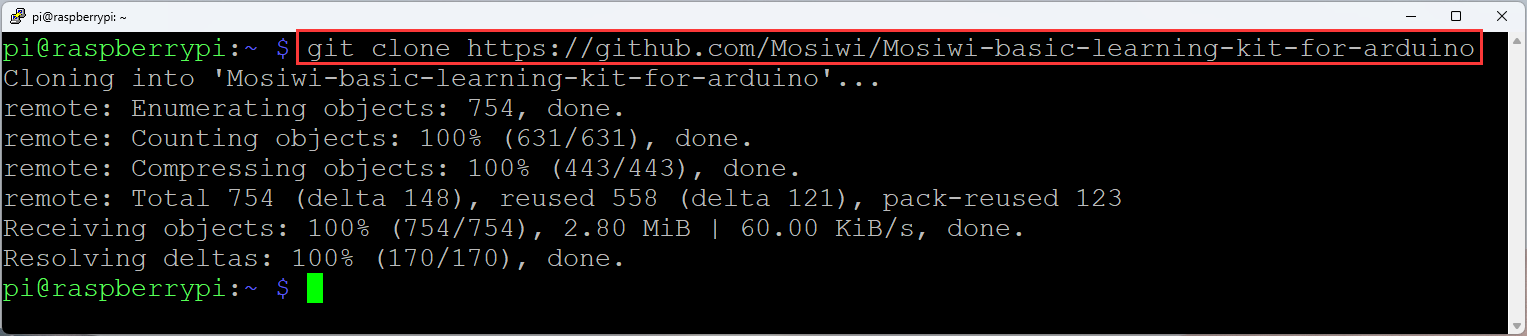 pi@raspberrypi: ~
pi@raspberrypi:~ $ git clone https://github.com/Mosiwi/Mosiwi-basic-learning-kit-for-arduino
Cloning into 'Mosiwi-basic-learning-kit-for-arduino'...
remote: Enumerating objects: 754, done.
remote: Counting objects: 100% (631/631), done.
remote: Compressing objects: 100% (443/443), done.
remote: Total 754 (delta 148), reused 558 (delta 121), pack-reused 123
Receiving objects: 100% (754/754), 2.80 MiB | 60.00 KiB/s, done.
Resolving deltas: 100% (170/170), done.
pi@raspberrypi:~ $